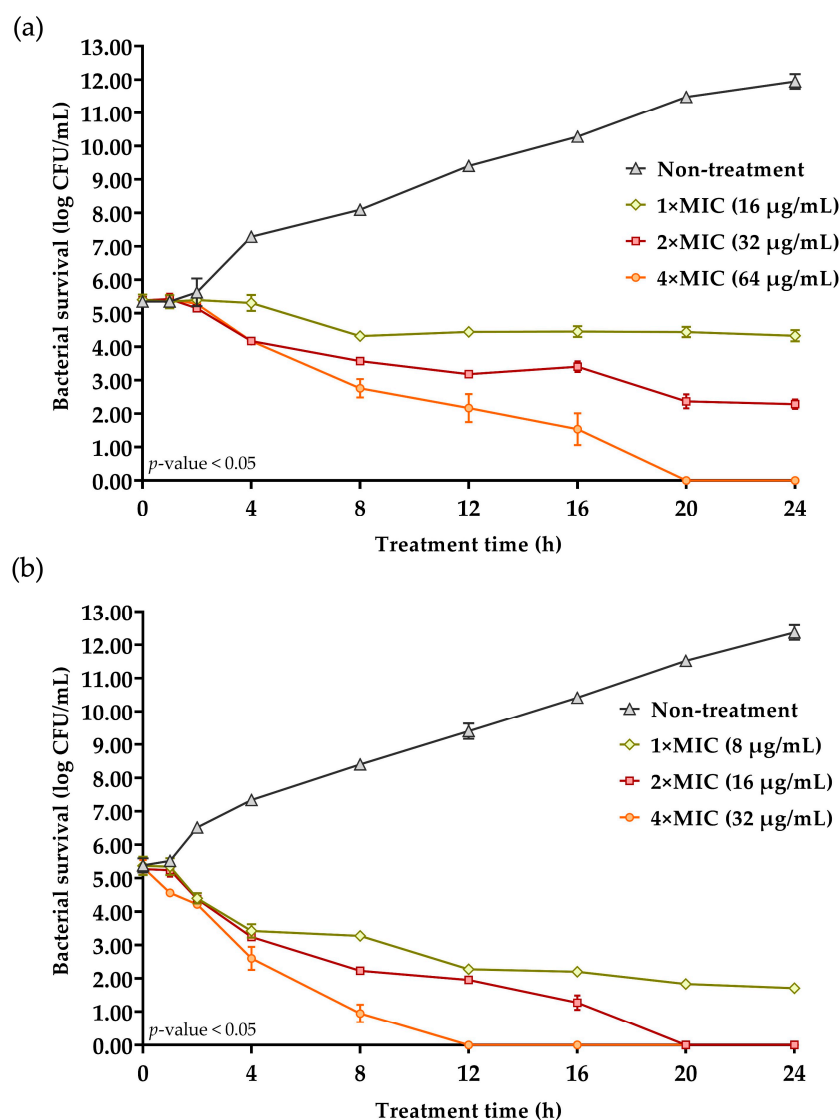 (a)
13.00
12.00
11.00
10.00
9.00
8.00
7.00
6.00
5.00
4.00
3.00
2.00
1.00
0.00
Bacterial survival (log CFU/mL)
Non-treatment
1×MIC (16 µg/mL)
2×MIC (32 µg/mL)
4×MIC (64 µg/mL)
p-value < 0.05
0 4 8 12 16 20 24
Treatment time (h)
(b)
13.00
12.00
11.00
10.00
9.00
8.00
7.00
6.00
5.00
4.00
3.00
2.00
1.00
0.00
Bacterial survival (log CFU/mL)
Non-treatment
1×MIC (8 µg/mL)
2×MIC (16 µg/mL)
4×MIC (32 µg/mL)
p-value < 0.05
0 4 8 12 16 20 24
Treatment time (h)